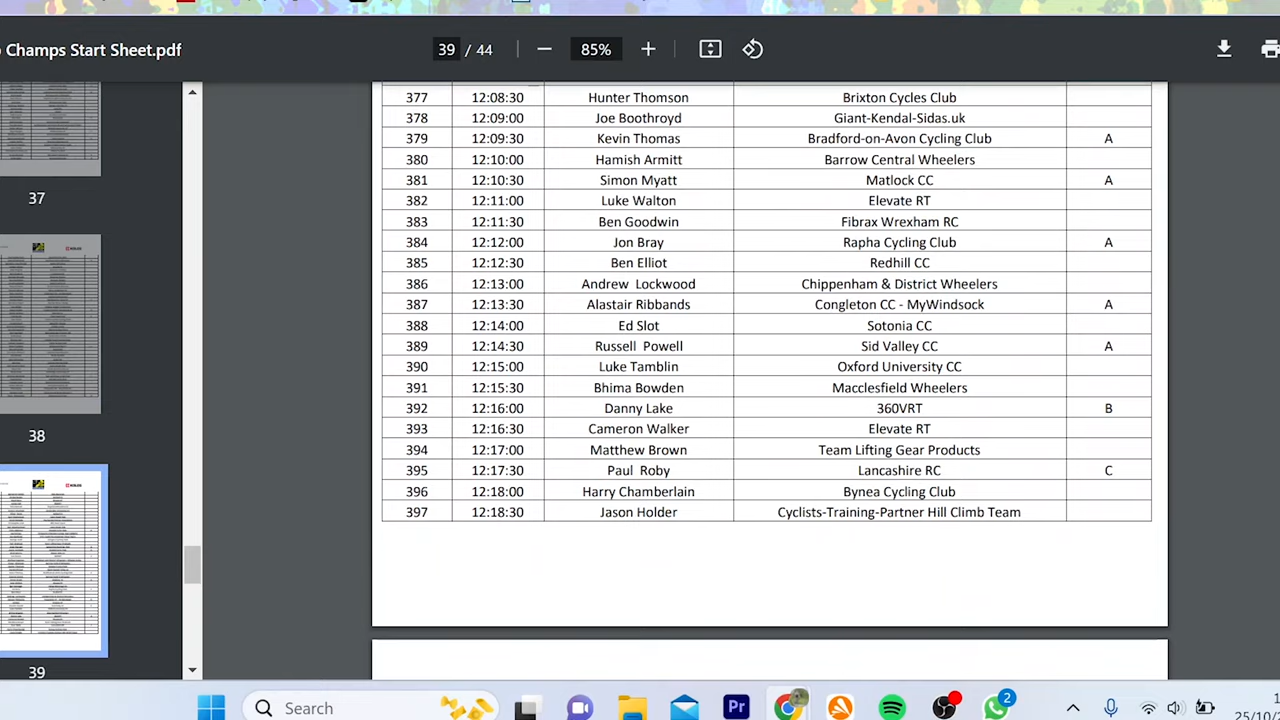 Champs Start Sheet.pdf
39 / 44
85%
377 12:08:30 Hunter Thomson Brixton Cycles Club
378 12:09:00 Joe Boothroyd Giant-Kendal-Sidas.uk
379 12:09:30 Kevin Thomas Bradford-on-Avon Cycling Club A
380 12:10:00 Hamish Armitt Barrow Central Wheelers
381 12:10:30 Simon Myatt Matlock CC A
382 12:11:00 Luke Walton Elevate RT
383 12:11:30 Ben Goodwin Fibrax Wrexham RC
384 12:12:00 Jon Bray Rapha Cycling Club A
385 12:12:30 Ben Elliot Redhill CC
386 12:13:00 Andrew Lockwood Chippenham & District Wheelers
387 12:13:30 Alastair Ribbands Congleton CC - MyWindsock A
388 12:14:00 Ed Slot Sotonia CC
389 12:14:30 Russell Powell Sid Valley CC A
390 12:15:00 Luke Tamblin Oxford University CC
391 12:15:30 Bhima Bowden Macclesfield Wheelers
392 12:16:00 Danny Lake 360VRT B
393 12:16:30 Cameron Walker Elevate RT
394 12:17:00 Matthew Brown Team Lifting Gear Products
395 12:17:30 Paul Roby Lancashire RC C
396 12:18:00 Harry Chamberlain Bynea Cycling Club
397 12:18:30 Jason Holder Cyclists-Training-Partner Hill Climb Team
37
38
39
Search
Pr
2
25/10/2